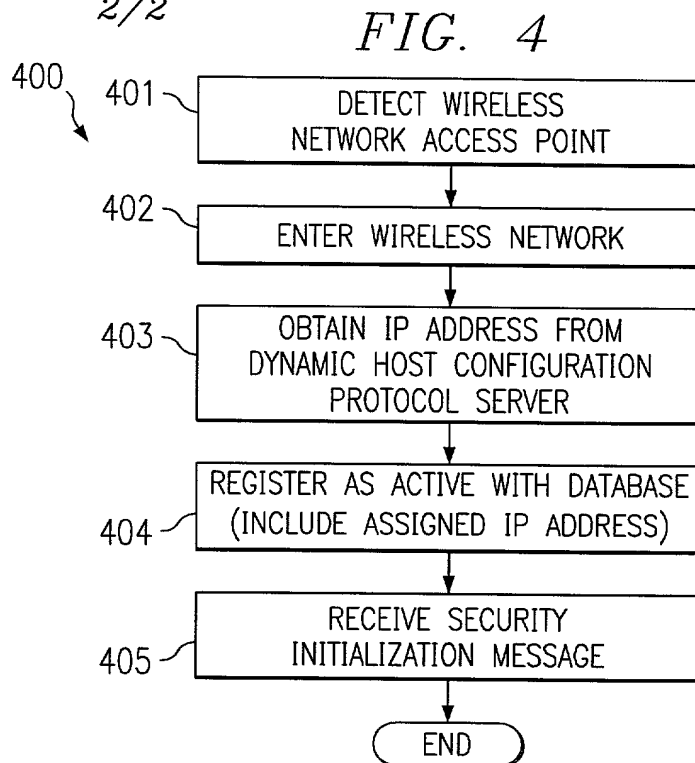 2/2
FIG. 4
400
401
DETECT WIRELESS
NETWORK ACCESS POINT
402
ENTER WIRELESS NETWORK
403
OBTAIN IP ADDRESS FROM
DYNAMIC HOST CONFIGURATION
PROTOCOL SERVER
404
REGISTER AS ACTIVE WITH DATABASE
(INCLUDE ASSIGNED IP ADDRESS)
405
RECEIVE SECURITY
INITIALIZATION MESSAGE
END